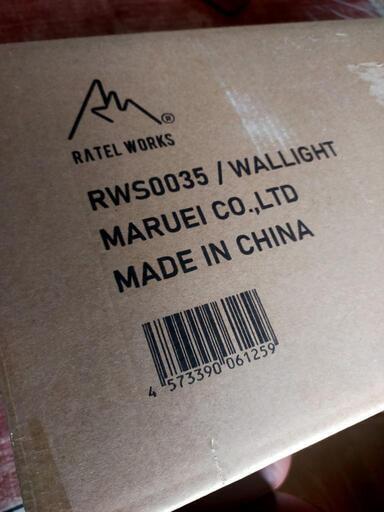 ®
RATEL WORKS
RWS0035 / WALLIGHT
MARUEI CO.,LTD
MADE IN CHINA
4 573390 061259